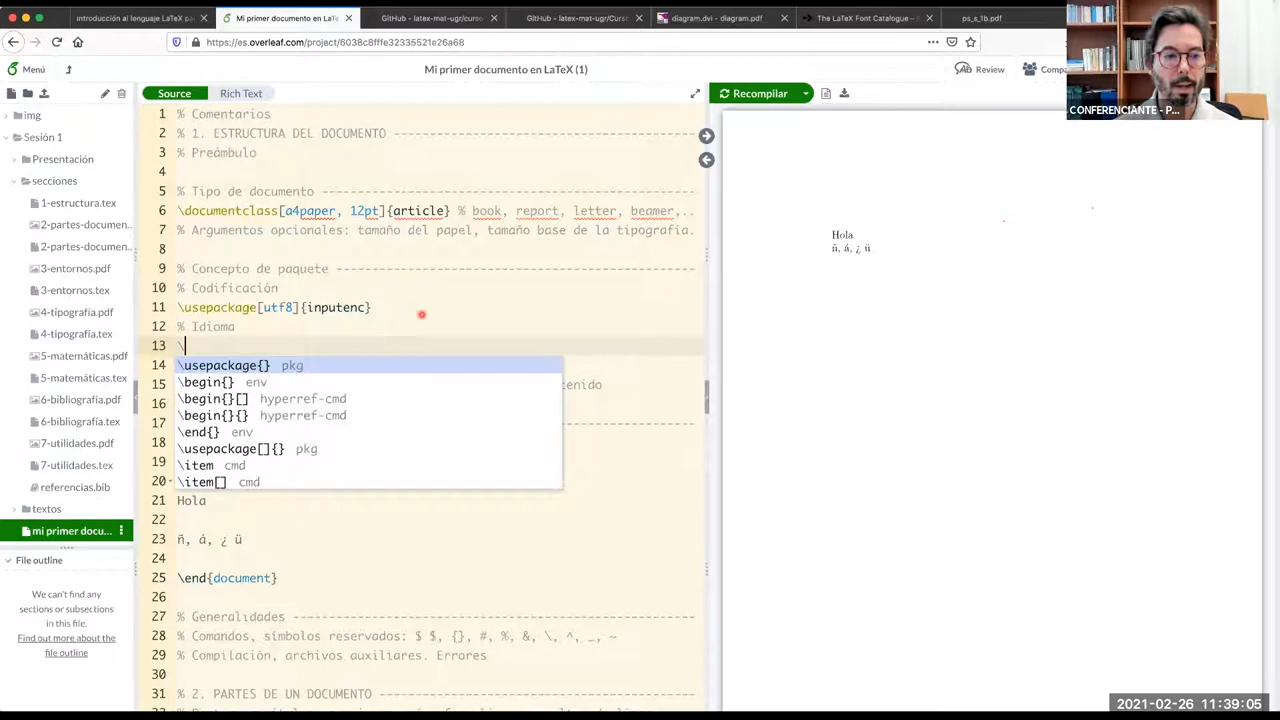 introducción al lenguaje LaTeX pa
Mi primer documento en LaTe
GitHub - latex-mat-ugr/curso
GitHub - latex-mat-ugr/Curso:
diagram.dvi - diagram.pdf
The LaTeX Font Catalogue – F
ps_s_1b.pdf
https://es.overleaf.com/project/6038c8fffe32335521e26a68
Menú
Mi primer documento en LaTeX (1)
Review
Source
Rich Text
Recompilar
img
Sesión 1
Presentación
secciones
1-estructura.tex
2-partes-documen..
2-partes-documen..
3-entornos.pdf
3-entornos.tex
4-tipografía.pdf
4-tipografía.tex
5-matemáticas.pdf
5-matemáticas.tex
6-bibliografía.pdf
6-bibliografía.tex
7-utilidades.pdf
7-utilidades.tex
referencias.bib
textos
mi primer docu...
File outline
We can't find any
sections or subsections
in this file.
Find out more about the
file outline
1 % Comentarios
2 % 1. ESTRUCTURA DEL DOCUMENTO
3 % Preámbulo
4
5 % Tipo de documento
6 \documentclass[a4paper, 12pt]{article} % book, report, letter, beamer,..
7 % Argumentos opcionales: tamaño del papel, tamaño base de la tipografía.
8
9 % Concepto de paquete
10 % Codificación
11 \usepackage[utf8]{inputenc}
12 % Idioma
13 \
14
15 tenido
16
17
18
19
20
\usepackage{} pkg
\begin{} env
\begin{}[] hyperref-cmd
\begin{}{} hyperref-cmd
\end{} env
\usepackage[]{} pkg
\item cmd
\item[] cmd
21 Hola
22
23 ñ, á, ¿ ü
24
25 \end{document}
26
27 % Generalidades
28 % Comandos, símbolos reservados: $ $, {}, #, %, &, \, ^, _, ~
29 % Compilación, archivos auxiliares. Errores
30
31 % 2. PARTES DE UN DOCUMENTO
Hola
ñ, á, ¿ ü
CONFERENCIANTE - P...
2021-02-26 11:39:05